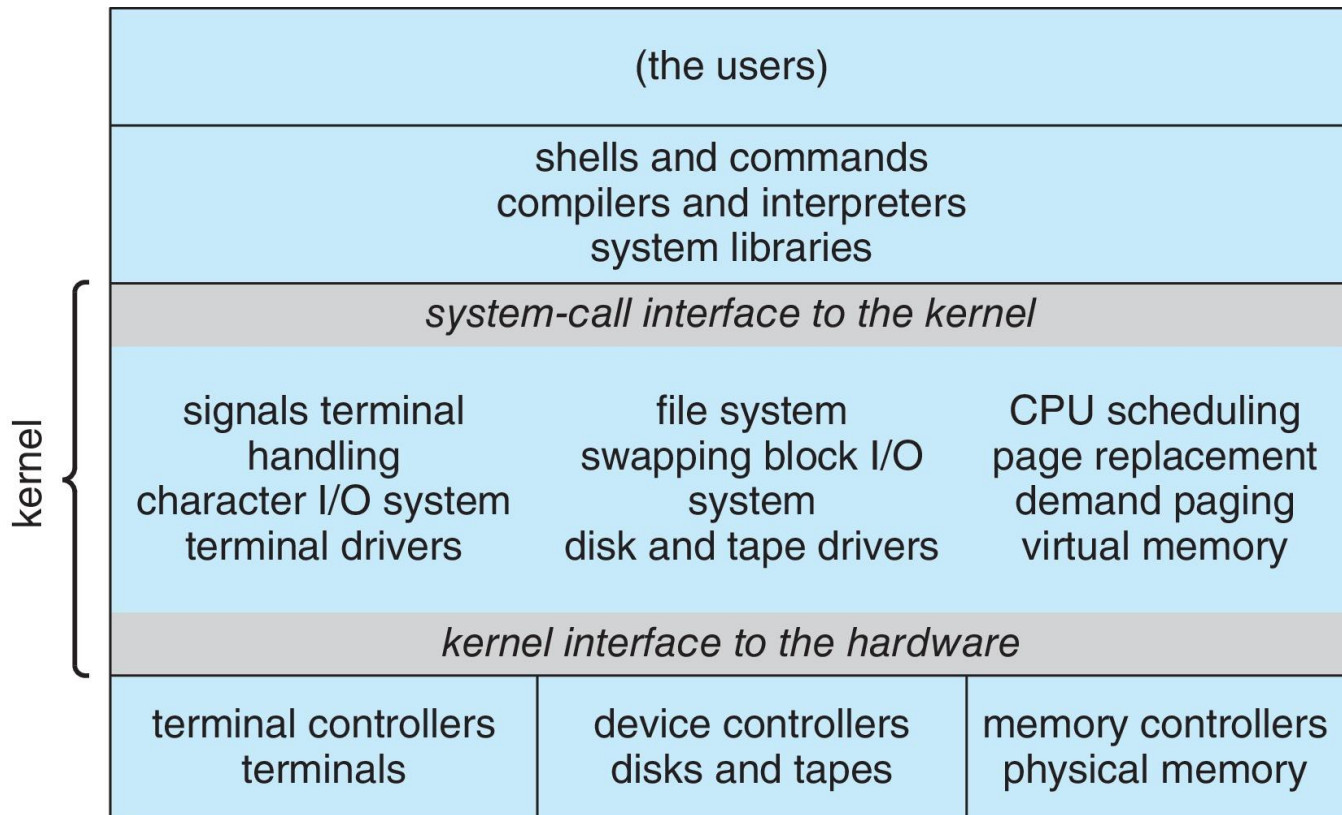 (the users)
shells and commands
compilers and interpreters
system libraries
kernel
system-call interface to the kernel
signals terminal
handling
character I/O system
terminal drivers
file system
swapping block I/O
system
disk and tape drivers
CPU scheduling
page replacement
demand paging
virtual memory
kernel interface to the hardware
terminal controllers
terminals
device controllers
disks and tapes
memory controllers
physical memory